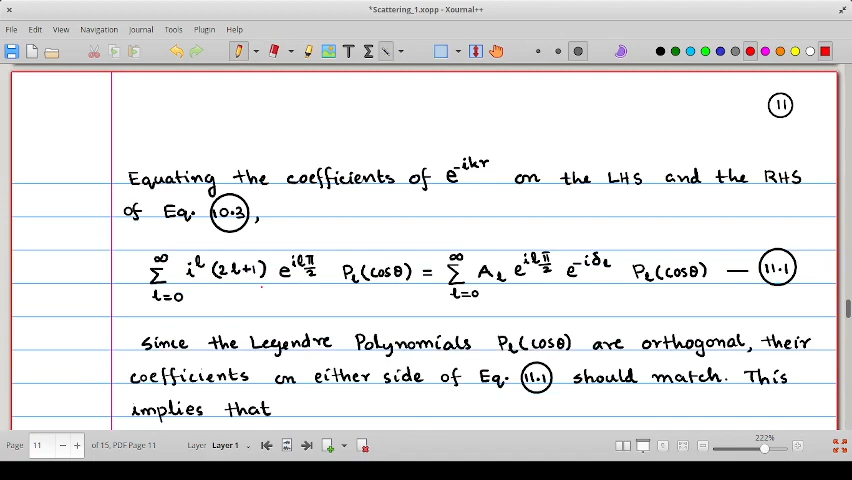 *Scattering_1.xopp - Xournal++
File Edit View Navigation Journal Tools Plugin Help
11
Equating the coefficients of e^{-ikr} on the LHS and the RHS
of Eq. 10.3,
∑_{l=0}^{∞} i^l (2l+1) e^{ilπ/2} P_l(cosθ) = ∑_{l=0}^{∞} A_l e^{ilπ/2} e^{-iδ_l} P_l(cosθ) — 11.1
Since the Legendre Polynomials P_l(cosθ) are orthogonal, their
coefficients on either side of Eq. 11.1 should match. This
implies that
Page 11 of 15, PDF Page 11 Layer Layer 1 222%